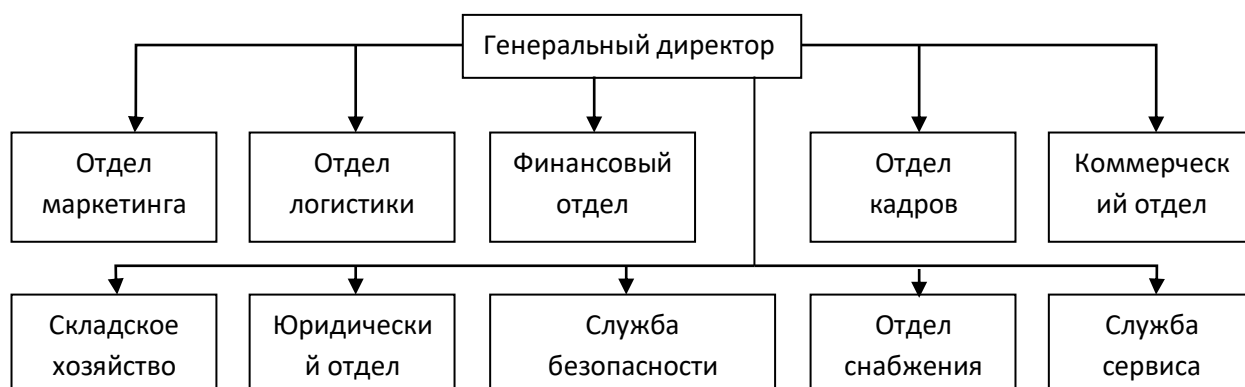 Генеральный директор
Отдел
маркетинга
Отдел
логистики
Финансовый
отдел
Отдел
кадров
Коммерческ
ий отдел
Складское
хозяйство
Юридически
й отдел
Служба
безопасности
Отдел
снабжения
Служба
сервиса